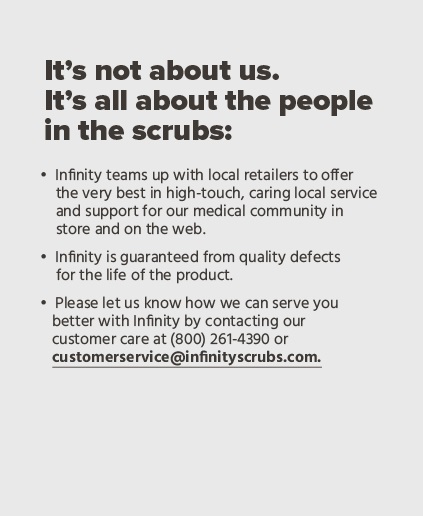 It's not about us.
It's all about the people
in the scrubs:
• Infinity teams up with local retailers to offer
the very best in high-touch, caring local service
and support for our medical community in
store and on the web.
• Infinity is guaranteed from quality defects
for the life of the product.
• Please let us know how we can serve you
better with Infinity by contacting our
customer care at (800) 261-4390 or
customerservice@infinityscrubs.com.